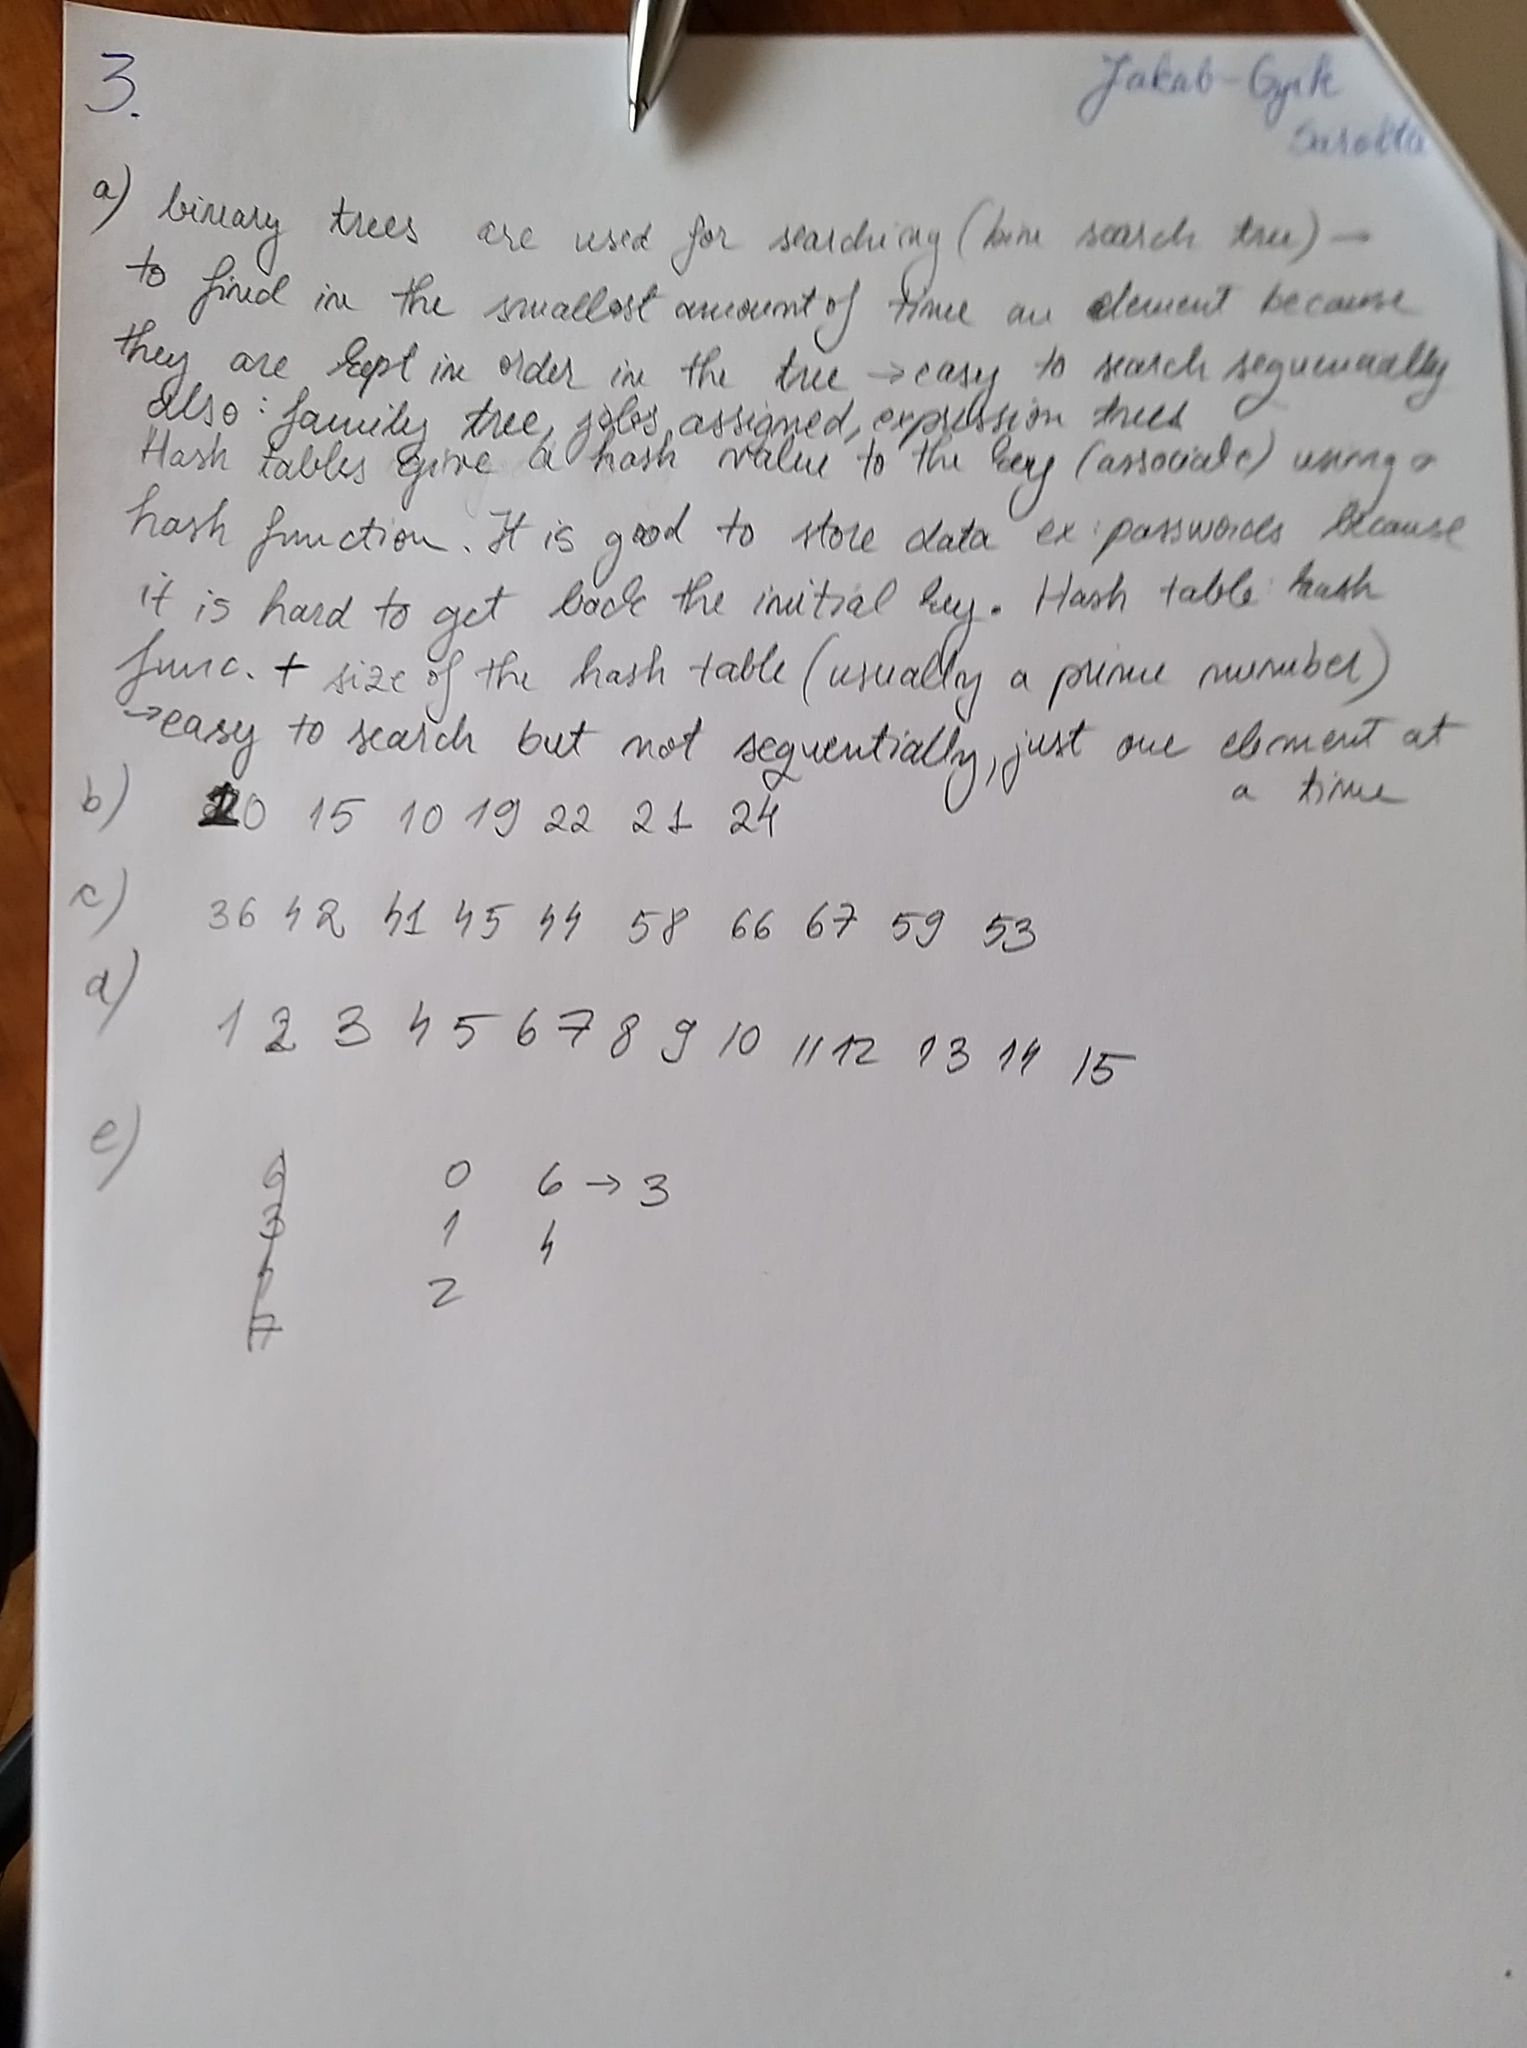 3.
Jakab-Gyik
Sarolta
a) binary trees are used for searching (bin search tree) →
to find in the smallest amount of time an element because
they are kept in order in the tree → easy to search sequentially
also: family tree, jobs assigned, expression trees
Hash tables give a hash value to the key (associate) using a
hash function. It is good to store data ex: passwords because
it is hard to get back the initial key. Hash table: hash
func. + size of the hash table (usually a prime number)
→ easy to search but not sequentially, just one element at
a time
b) 20 15 10 19 22 21 24
c) 36 42 41 45 44 58 66 67 59 53
d)
1 2 3 4 5 6 7 8 9 10 11 12 13 14 15
e)
0 6 → 3
1 4
2